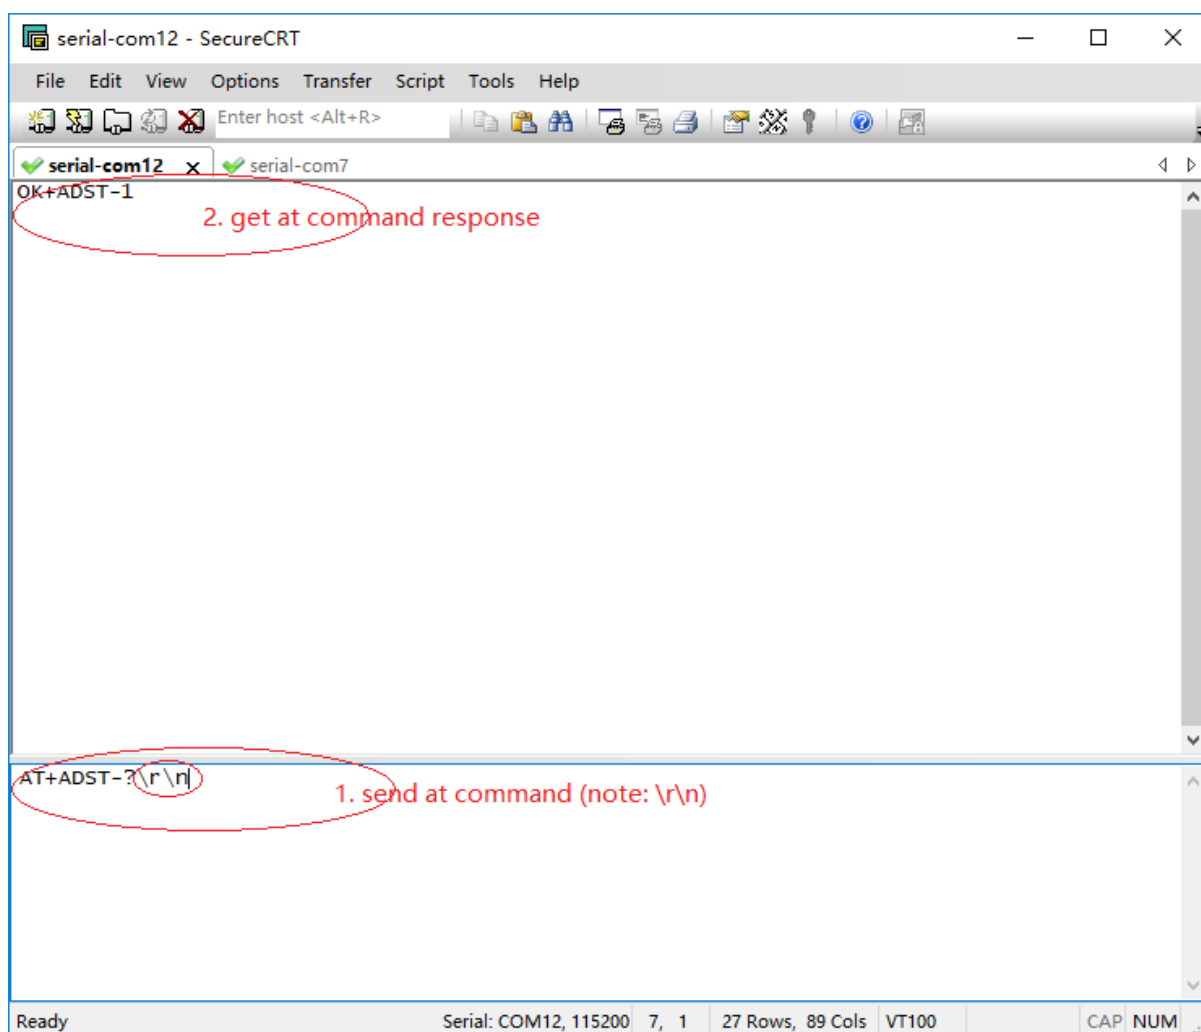 serial-com12 - SecureCRT
File Edit View Options Transfer Script Tools Help
Enter host <Alt+R>
serial-com12 x serial-com7
OK+ADST-1
2. get at command response
AT+ADST-?\r\n
1. send at command (note: \r\n)
Ready Serial: COM12, 115200 7, 1 27 Rows, 89 Cols VT100 CAP NUM